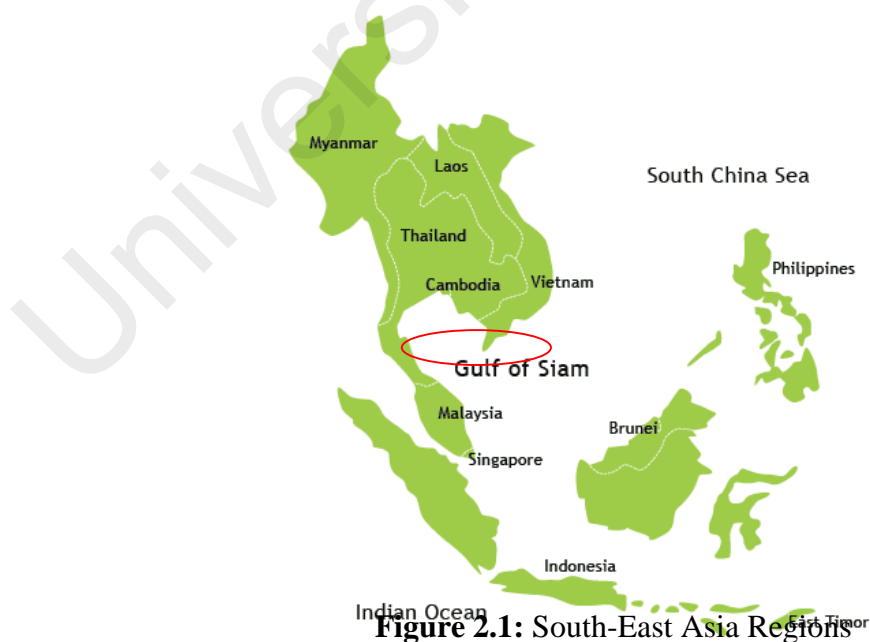 Universi
Myanmar
Laos
South China Sea
Thailand
Philippines
Cambodia
Vietnam
Gulf of Siam
Malaysia
Brunei
Singapore
Indonesia
Indian Ocean
East Timor
Figure 2.1: South-East Asia Regions